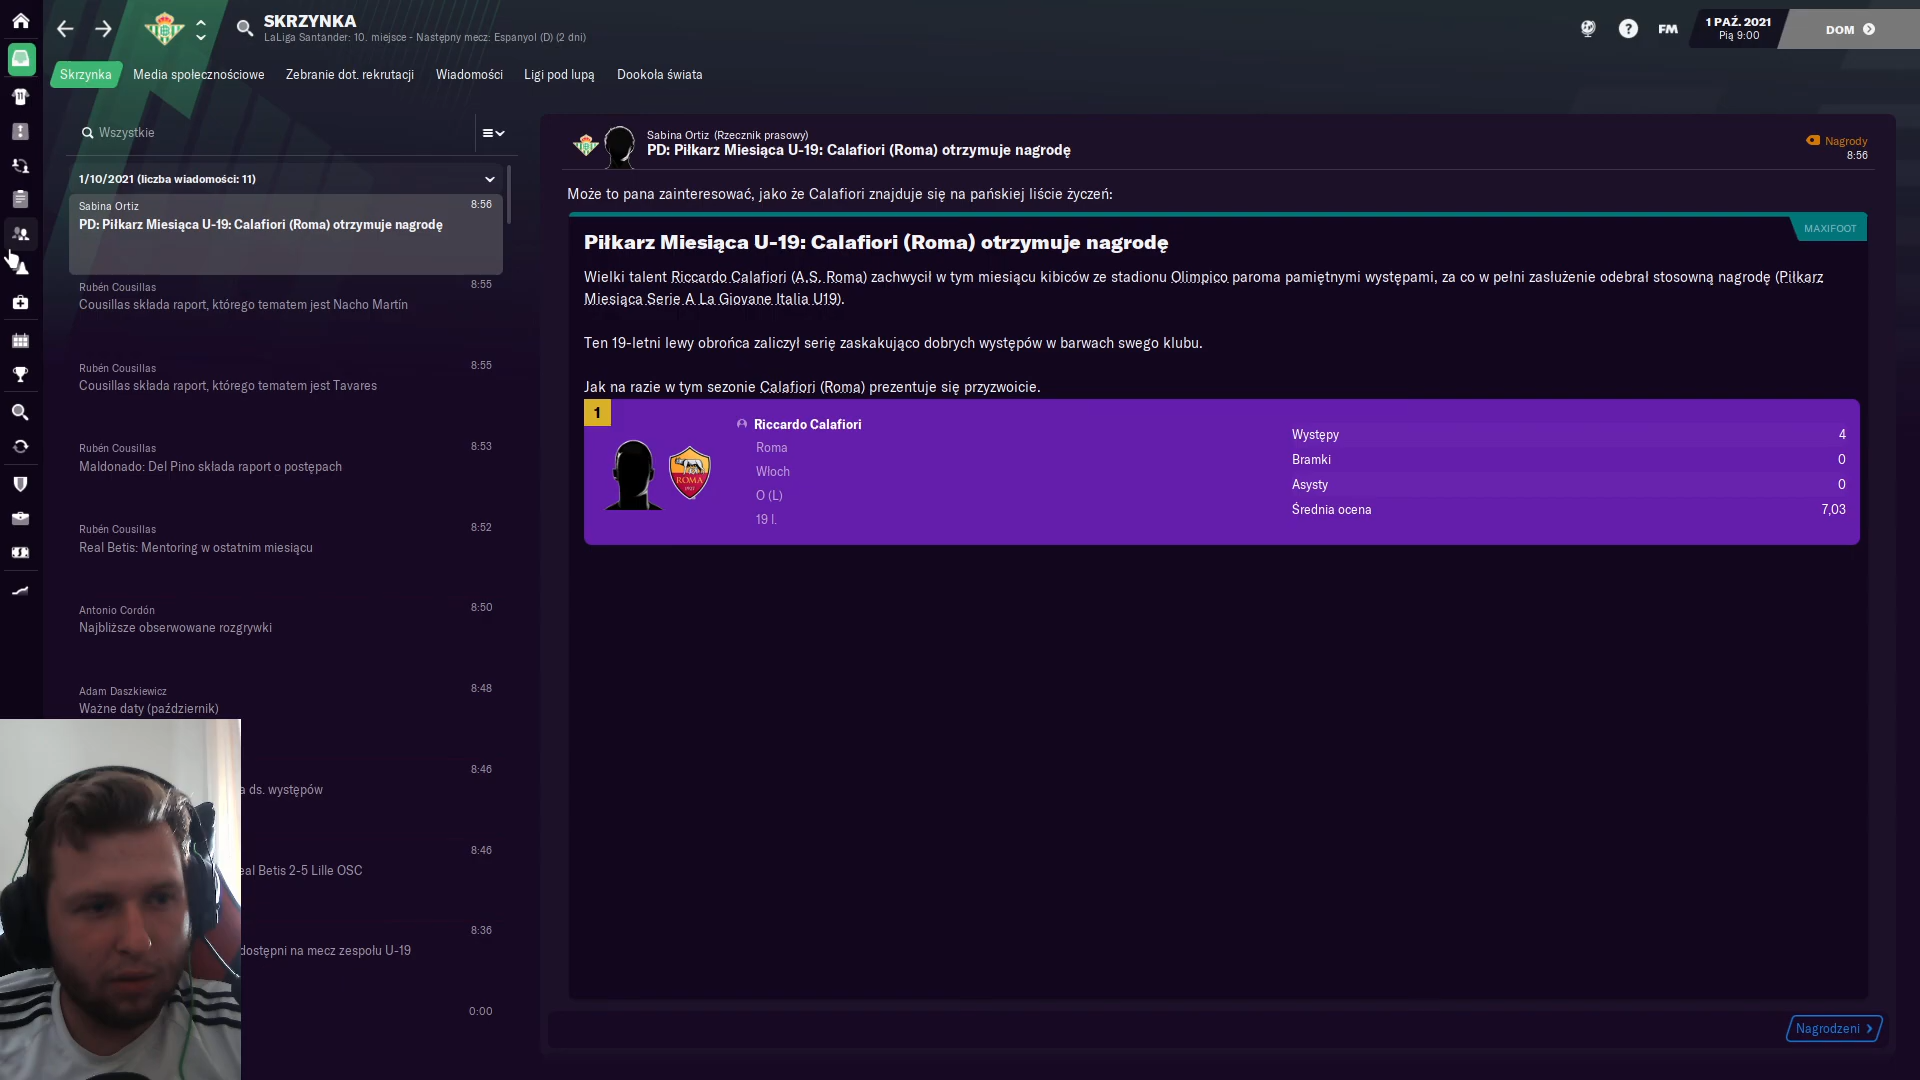 SKRZYNKA
LaLiga Santander: 10. miejsce - Następny mecz: Espanyol (D) (2 dni)
FM
1 PAŹ. 2021
Pią 9:00
DOM
Skrzynka
Media społecznościowe
Zebranie dot. rekrutacji
Wiadomości
Ligi pod lupą
Dookoła świata
Wszystkie
1/10/2021 (liczba wiadomości: 11)
Sabina Ortiz
8:56
PD: Piłkarz Miesiąca U-19: Calafiori (Roma) otrzymuje nagrodę
Rubén Cousillas
8:55
Cousillas składa raport, którego tematem jest Nacho Martín
Rubén Cousillas
8:55
Cousillas składa raport, którego tematem jest Tavares
Rubén Cousillas
8:53
Maldonado: Del Pino składa raport o postępach
Rubén Cousillas
8:52
Real Betis: Mentoring w ostatnim miesiącu
Antonio Cordón
8:50
Najbliższe obserwowane rozgrywki
Adam Daszkiewicz
8:48
Ważne daty (październik)
8:46
a ds. występów
8:46
eal Betis 2-5 Lille OSC
8:36
dostępni na mecz zespołu U-19
0:00
Sabina Ortiz (Rzecznik prasowy)
PD: Piłkarz Miesiąca U-19: Calafiori (Roma) otrzymuje nagrodę
Nagrody
8:56
Może to pana zainteresować, jako że Calafiori znajduje się na pańskiej liście życzeń:
MAXIFOOT
Piłkarz Miesiąca U-19: Calafiori (Roma) otrzymuje nagrodę
Wielki talent Riccardo Calafiori (A.S. Roma) zachwycił w tym miesiącu kibiców ze stadionu Olimpico paroma pamiętnymi występami, za co w pełni zasłużenie odebrał stosowną nagrodę (Piłkarz
Miesiąca Serie A La Giovane Italia U19).
Ten 19-letni lewy obrońca zaliczył serię zaskakująco dobrych występów w barwach swego klubu.
Jak na razie w tym sezonie Calafiori (Roma) prezentuje się przyzwoicie.
1
ROMA
1927
Riccardo Calafiori
Roma
Włoch
O (L)
19 l.
Występy
4
Bramki
0
Asysty
0
Średnia ocena
7,03
Nagrodzeni